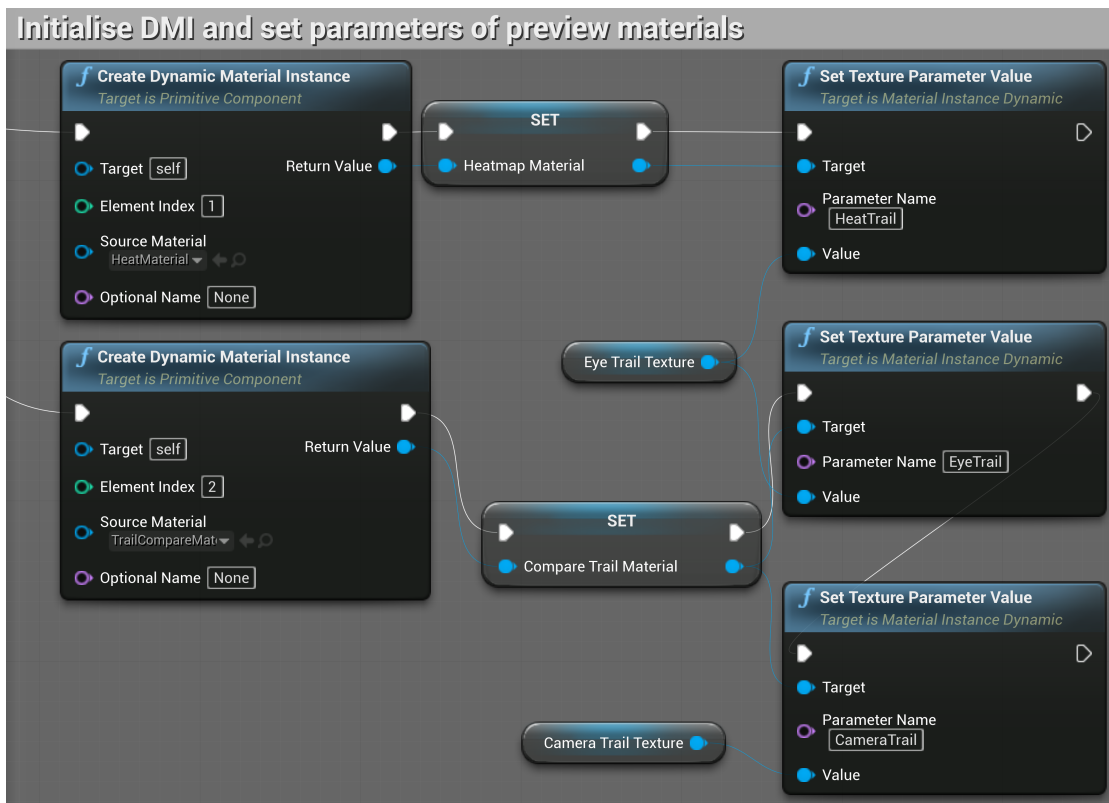 Initialise DMI and set parameters of preview materials
Create Dynamic Material Instance
Target is Primitive Component
Target self
Return Value
Element Index 1
Source Material
HeatMaterial
Optional Name None
SET
Heatmap Material
Set Texture Parameter Value
Target is Material Instance Dynamic
Target
Parameter Name
HeatTrail
Value
Create Dynamic Material Instance
Target is Primitive Component
Target self
Return Value
Element Index 2
Source Material
TrailCompareMat
Optional Name None
Eye Trail Texture
SET
Compare Trail Material
Set Texture Parameter Value
Target is Material Instance Dynamic
Target
Parameter Name EyeTrail
Value
Camera Trail Texture
Set Texture Parameter Value
Target is Material Instance Dynamic
Target
Parameter Name
CameraTrail
Value